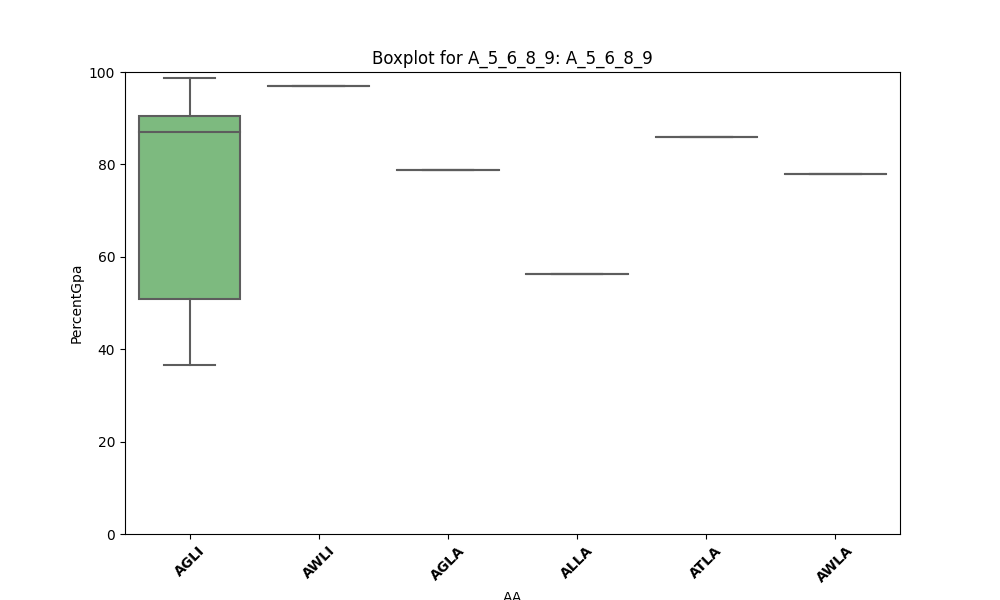 Boxplot for A_5_6_8_9: A_5_6_8_9
100
80
60
40
20
0
PercentGpa
AGLI
AWLI
AGLA
ALLA
ATLA
AWLA
AA